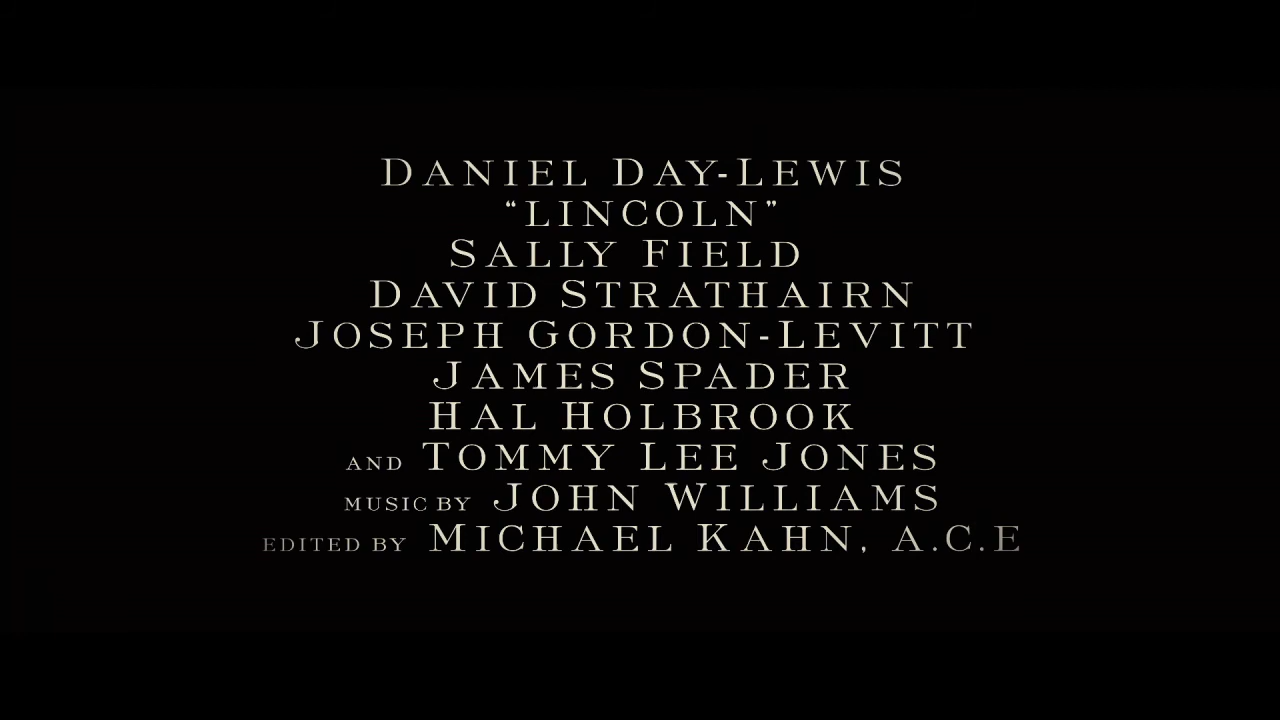 DANIEL DAY-LEWIS
“LINCOLN”
SALLY FIELD
DAVID STRATHAIRN
JOSEPH GORDON-LEVITT
JAMES SPADER
HAL HOLBROOK
AND TOMMY LEE JONES
MUSIC BY JOHN WILLIAMS
EDITED BY MICHAEL KAHN, A.C.E